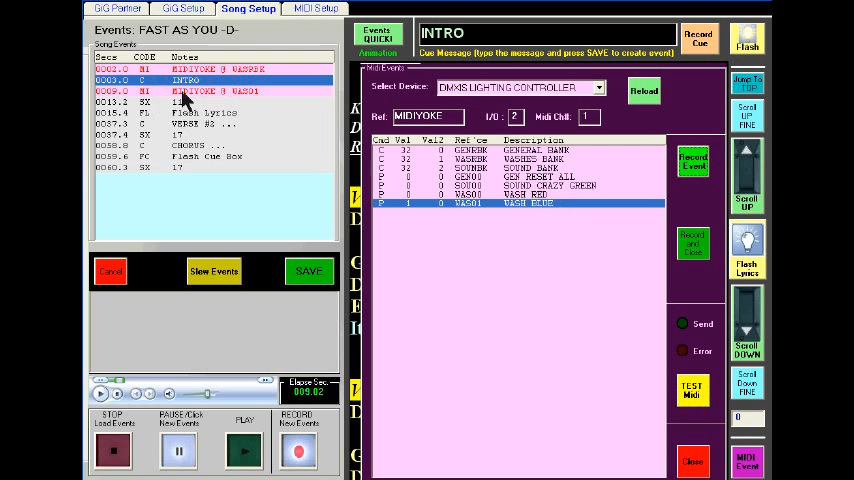 GiG Partner GiG Setup Song Setup MIDI Setup
Events: FAST AS YOU -D-
Song Events
Secs CODE Notes
0002.0 MI MIDIYOKE @ WASRBK
0003.0 C INTRO
0009.0 MI MIDIYOKE @ WAS01
0013.2 SX 11
0015.4 FL Flash Lyrics
0037.3 C VERSE #2 ...
0037.4 SX 17
0058.8 C CHORUS ...
0059.6 FC Flash Cue Box
0060.3 SX 17
Cancel Slew Events SAVE
Elapse Sec.
009.02
STOP
Load Events
PAUSE/Click
New Events
PLAY
RECORD
New Events
Events
QUICK!
Animation
INTRO
Cue Message (type the message and press SAVE to create event)
Record
Cue
Flash
Midi Events
Select Device: DMXIS LIGHTING CONTROLLER Reload
Ref: MIDIYOKE I/O: 2 Midi Ch#: 1
Cmd Val Val2 Ref'ce Description
C 32 0 GENEBK GENERAL BANK
C 32 1 WASRBK WASHES BANK
C 32 2 SOUNBK SOUND BANK
P 0 0 GEN00 GEN RESET ALL
P 0 0 SOU00 SOUND CRAZY GREEN
P 0 0 WAS00 WASH RED
P 1 0 WAS01 WASH BLUE
Record
Event
Record
and
Close
Send
Error
TEST
Midi
Close
Jump To
TOP
Scroll
UP
FINE
Scroll
UP
Flash
Lyrics
Scroll
DOWN
Scroll
Down
FINE
0
MIDI
Event